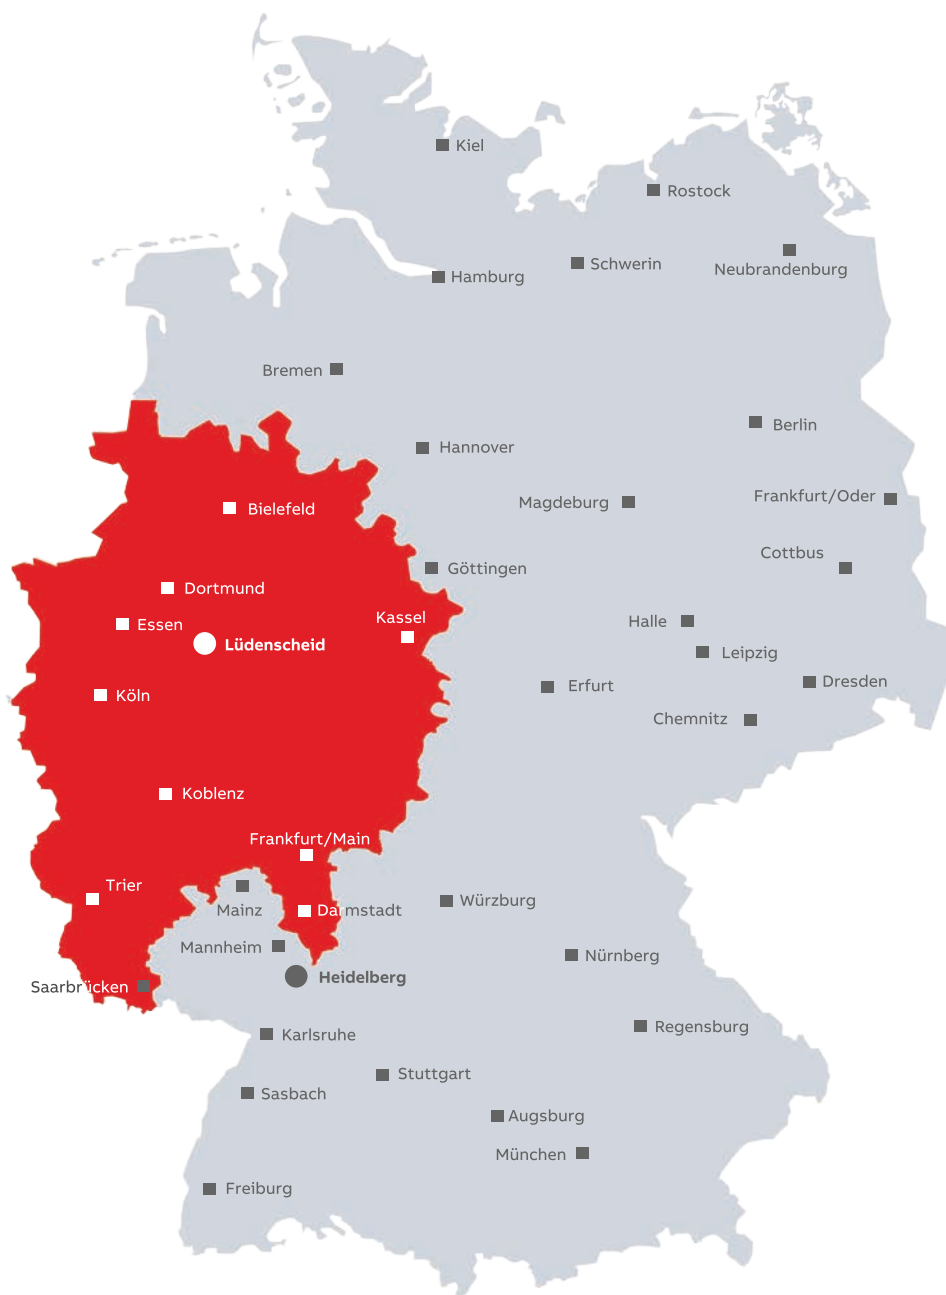 Kiel
Rostock
Schwerin
Neubrandenburg
Hamburg
Bremen
Berlin
Hannover
Frankfurt/Oder
Magdeburg
Bielefeld
Cottbus
Göttingen
Dortmund
Kassel
Essen
Halle
Lüdenscheid
Leipzig
Dresden
Erfurt
Köln
Chemnitz
Koblenz
Frankfurt/Main
Trier
Würzburg
Mainz
Darmstadt
Mannheim
Nürnberg
Heidelberg
Saarbrücken
Regensburg
Karlsruhe
Stuttgart
Sasbach
Augsburg
München
Freiburg